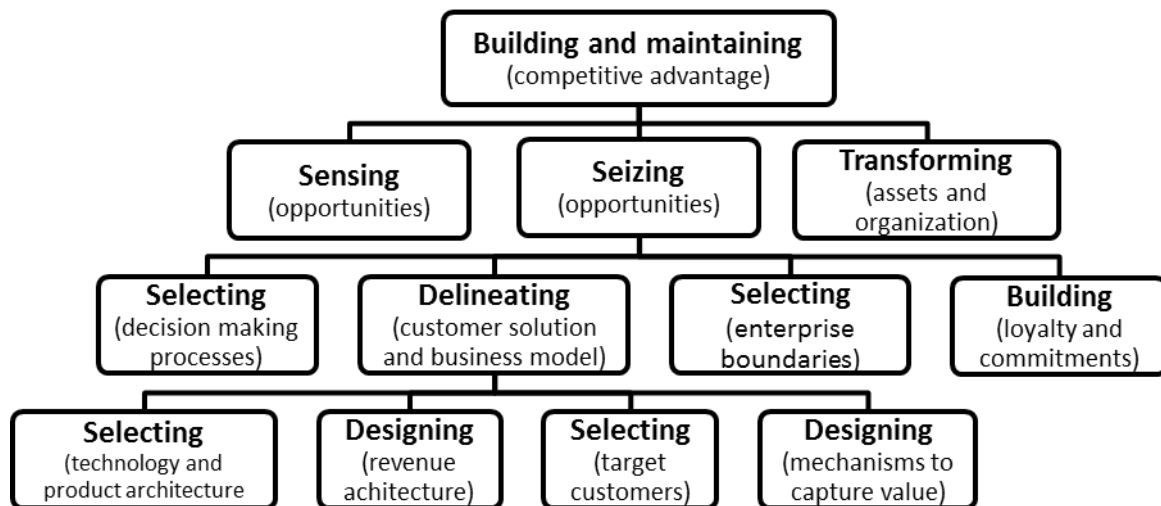 Building and maintaining
(competitive advantage)
Sensing
(opportunities)
Seizing
(opportunities)
Transforming
(assets and
organization)
Selecting
(decision making
processes)
Delineating
(customer solution
and business model)
Selecting
(enterprise
boundaries)
Building
(loyalty and
commitments)
Selecting
(technology and
product architecture
Designing
(revenue achitecture)
Selecting
(target
customers)
Designing
(mechanisms to
capture value)